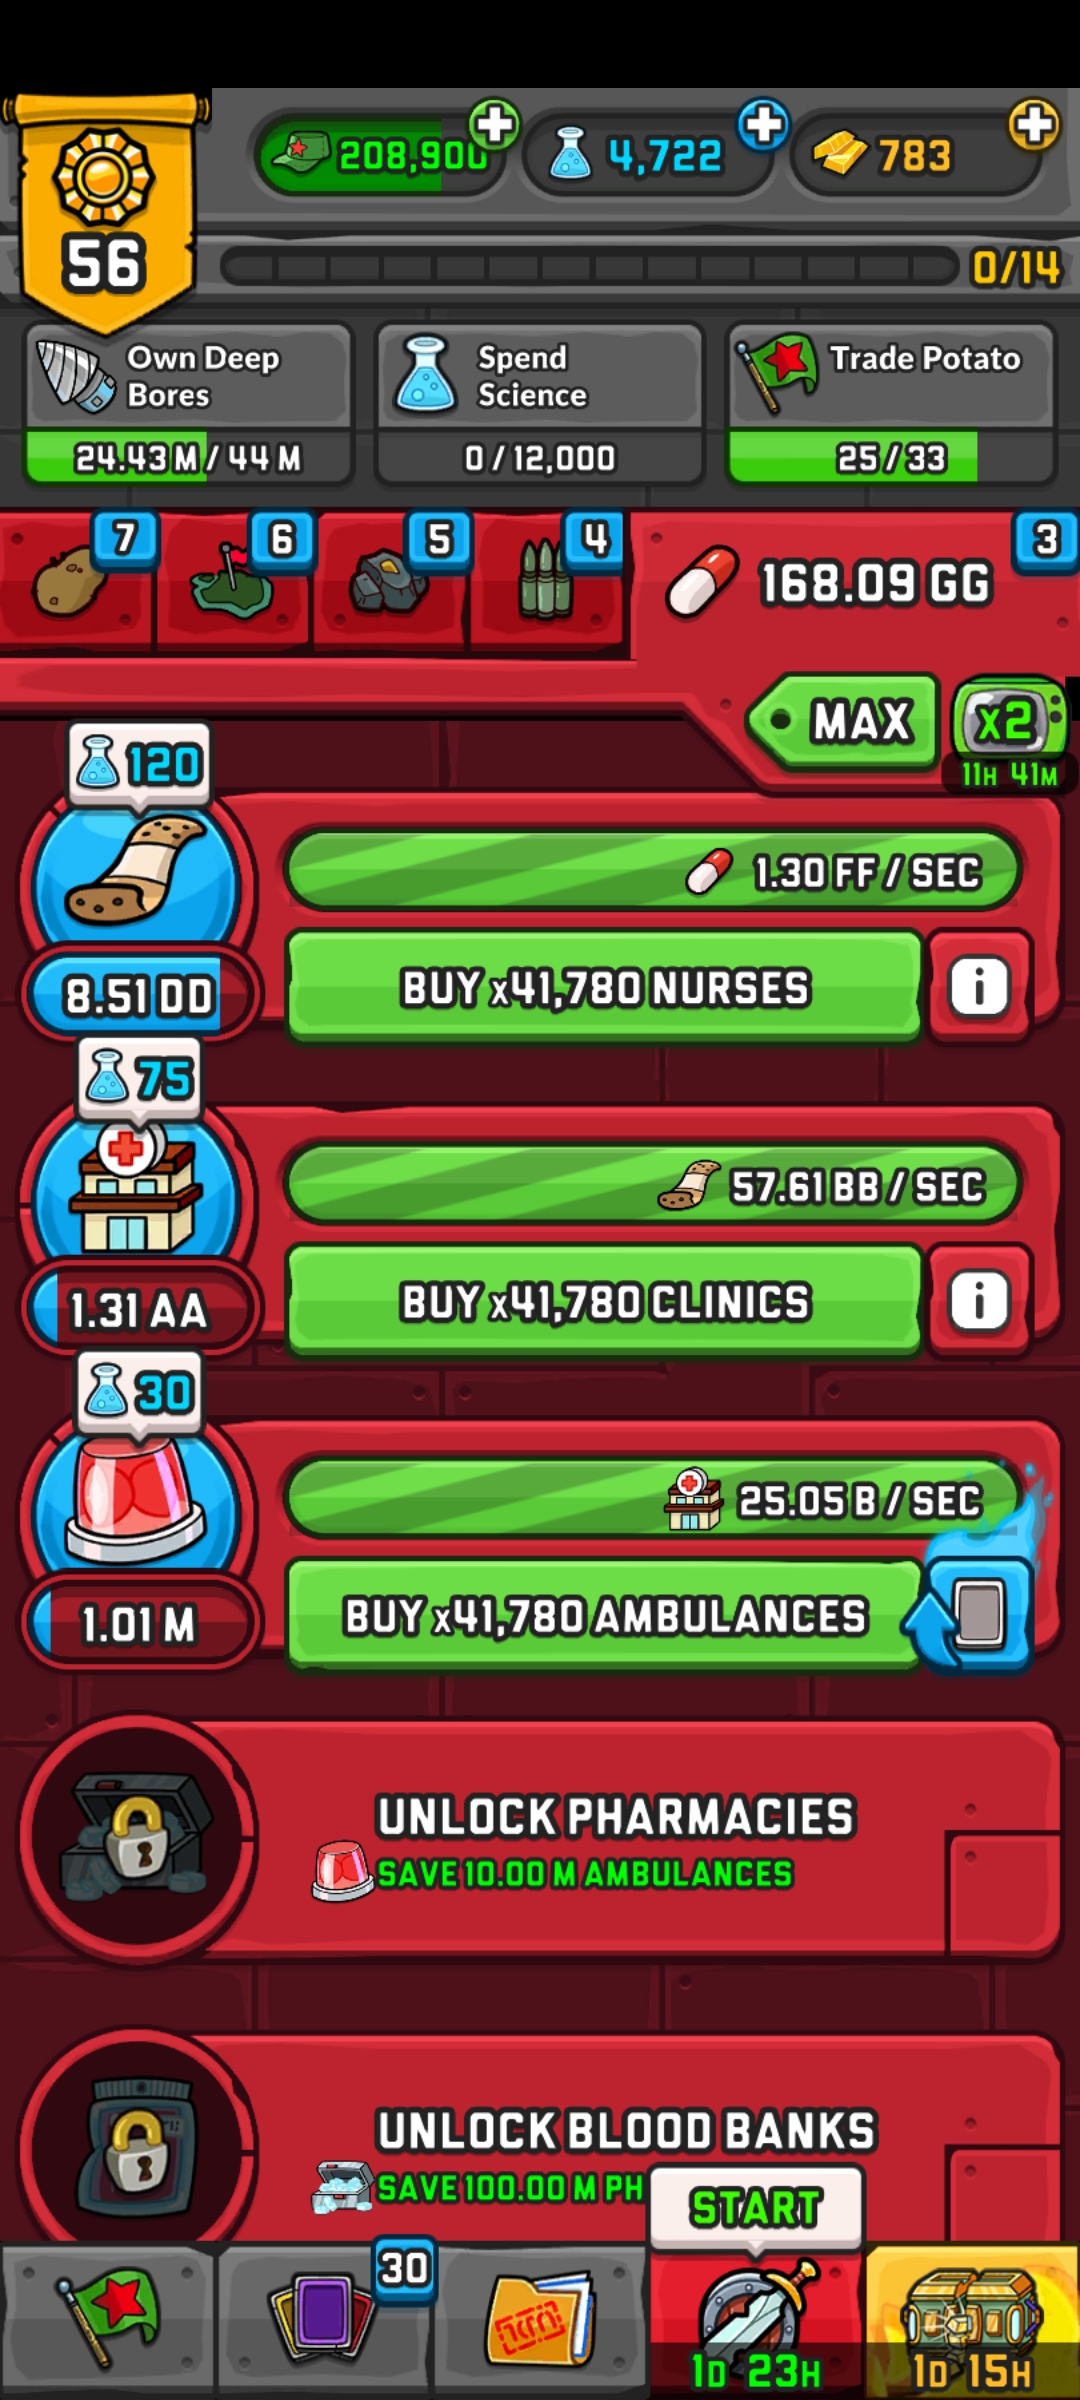 208,900
4,722
783
56
0/14
Own Deep Bores
24.43 M / 44 M
Spend Science
0 / 12,000
Trade Potato
25 / 33
7
6
5
4
168.09 GG
3
MAX
x2
11H 41M
120
1.30 FF / SEC
8.51 DD
BUY x41,780 NURSES
i
75
57.61 BB / SEC
1.31 AA
BUY x41,780 CLINICS
i
30
25.05 B / SEC
1.01 M
BUY x41,780 AMBULANCES
UNLOCK PHARMACIES
SAVE 10.00 M AMBULANCES
UNLOCK BLOOD BANKS
SAVE 100.00 M PH
START
30
1D 23H
1D 15H